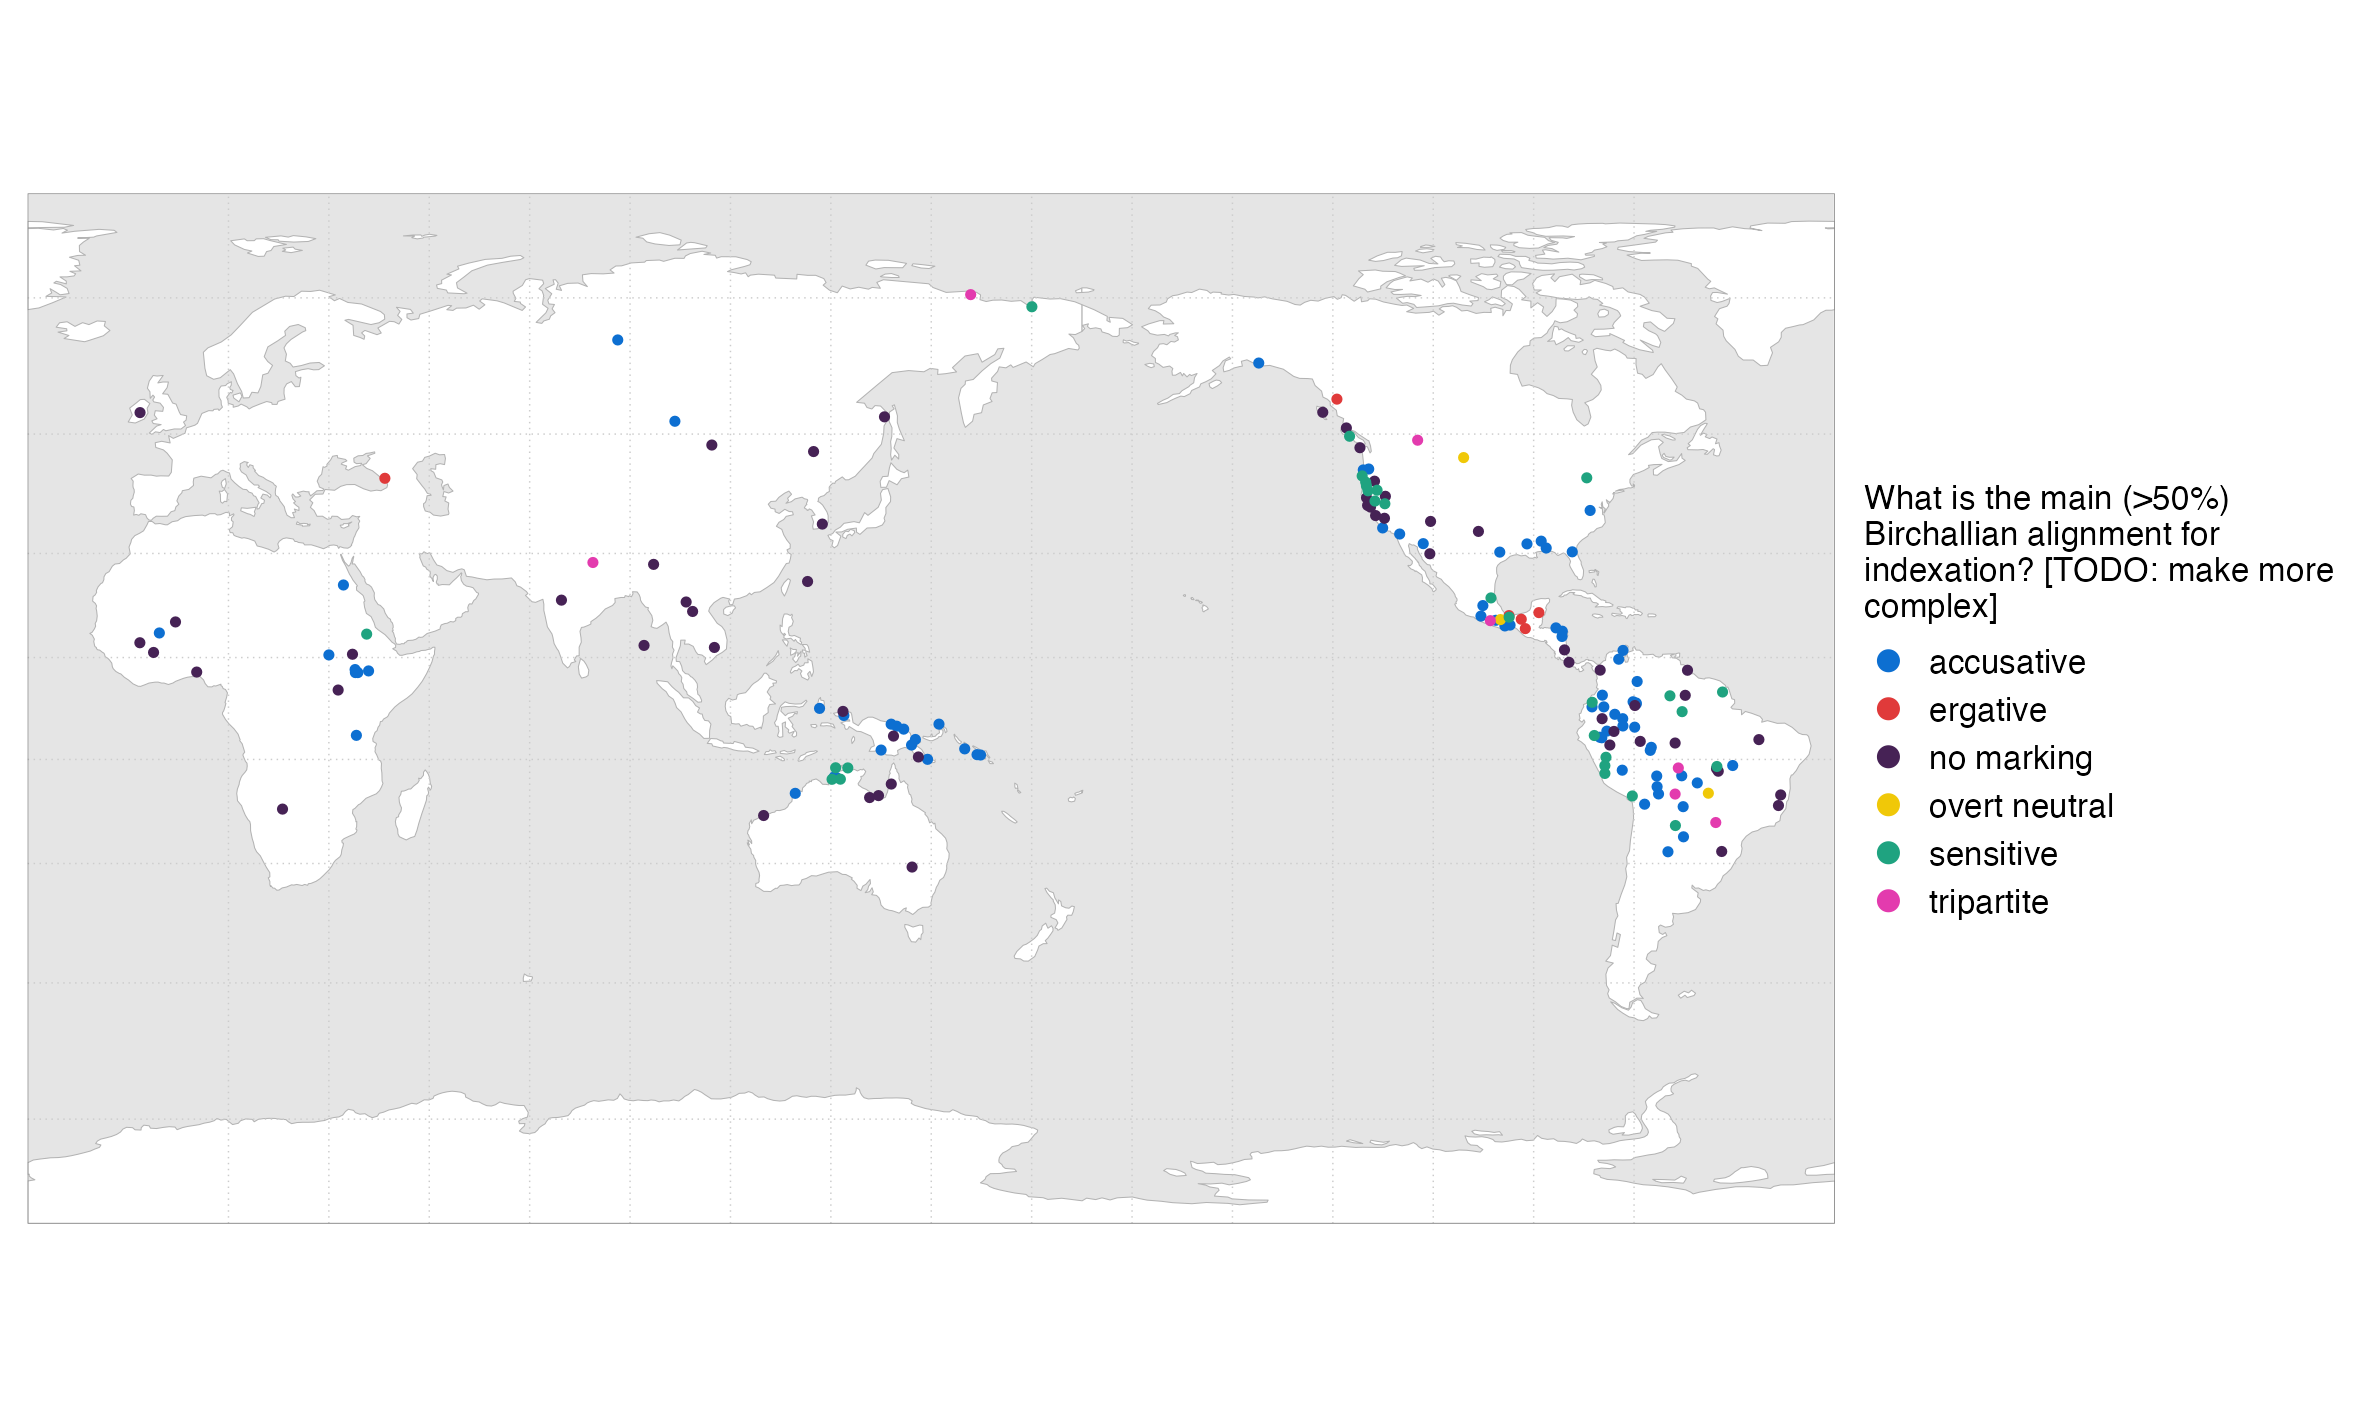 What is the main (>50%)
Birchallian alignment for
indexation? [TODO: make more
complex]
accusative
ergative
no marking
overt neutral
sensitive
tripartite